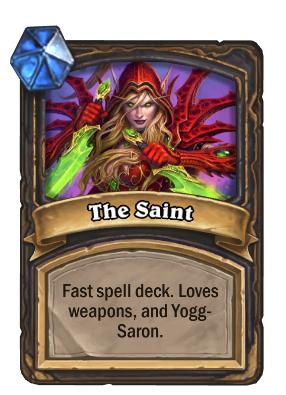 The Saint
Fast spell deck. Loves
weapons, and Yogg-
Saron.